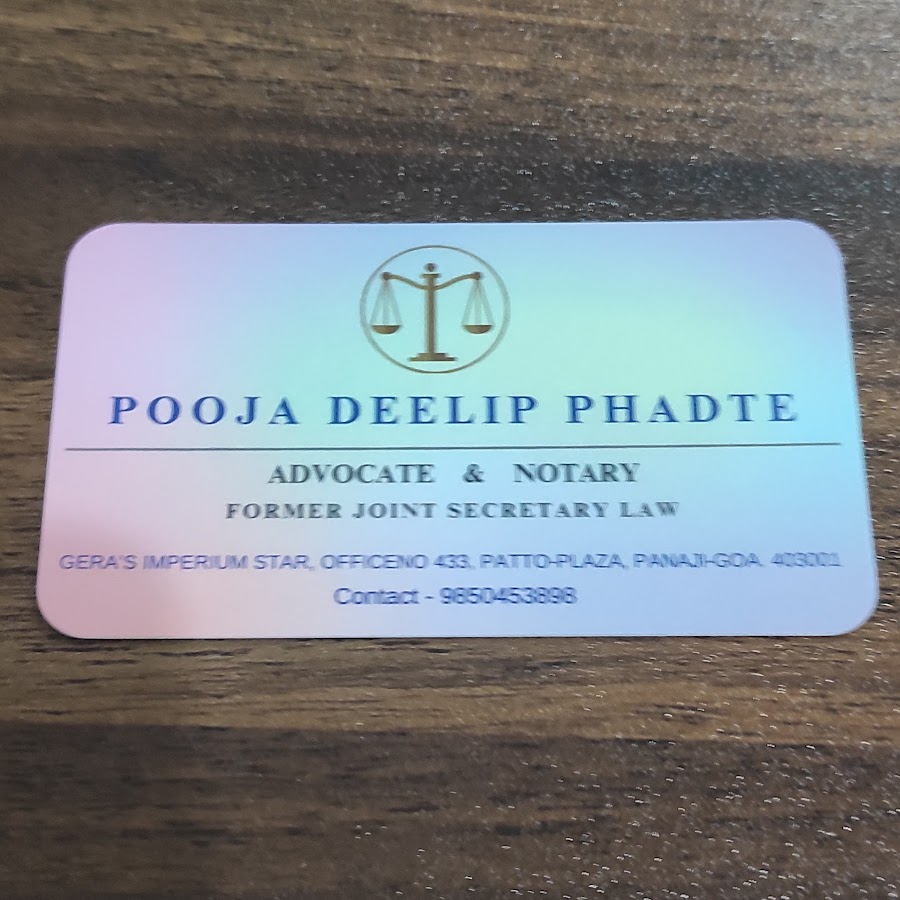 POOJA DEELIP PHADTE
ADVOCATE & NOTARY
FORMER JOINT SECRETARY LAW
GERA'S IMPERIUM STAR, OFFICENO 433, PATTO-PLAZA, PANAJI-GOA. 403001
Contact - 9850453898